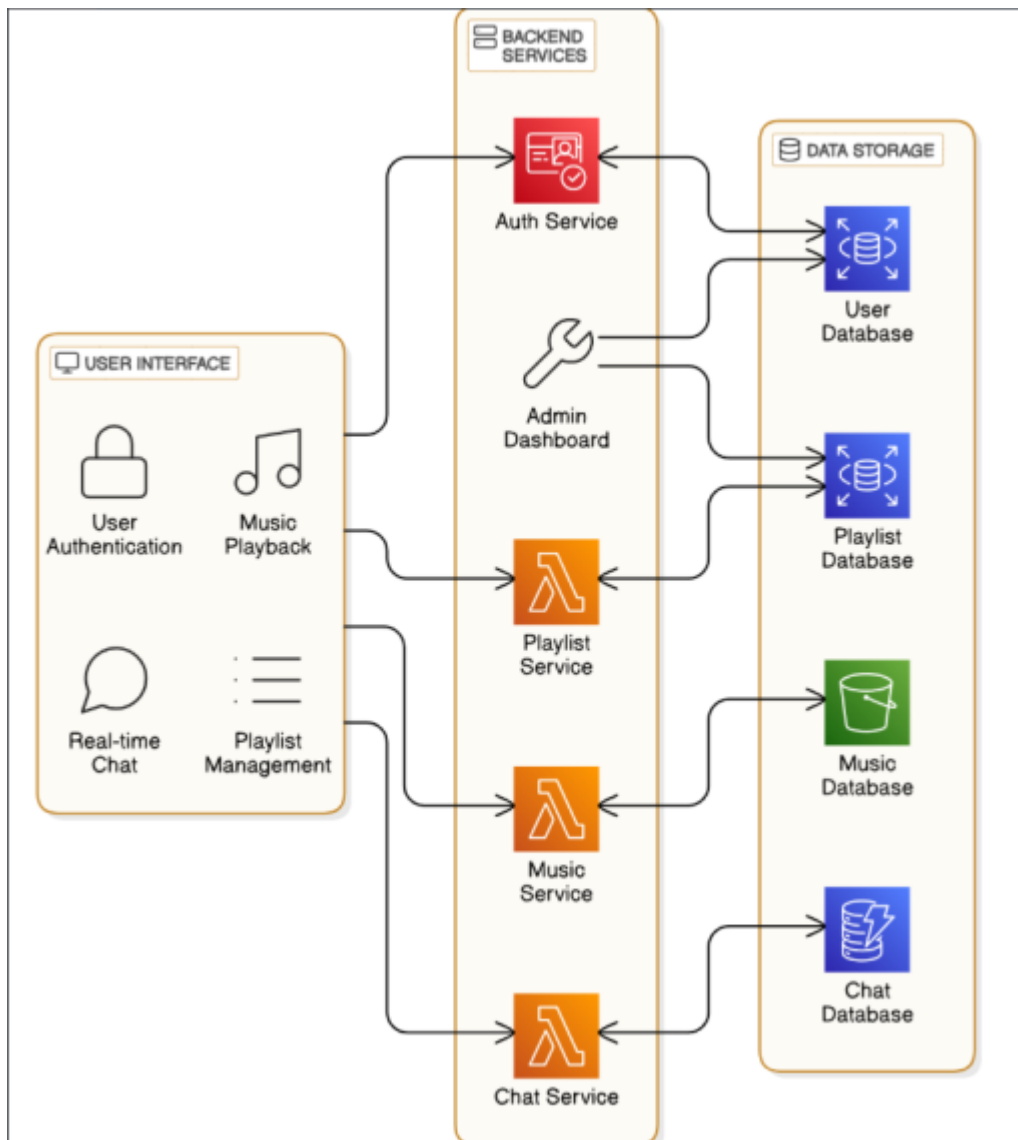 BACKEND
SERVICES
Auth Service
Admin
Dashboard
Playlist
Service
Music
Service
Chat Service
DATA STORAGE
User
Database
Playlist
Database
Music
Database
Chat
Database
USER INTERFACE
User
Authentication
Music
Playback
Real-time
Chat
Playlist
Management